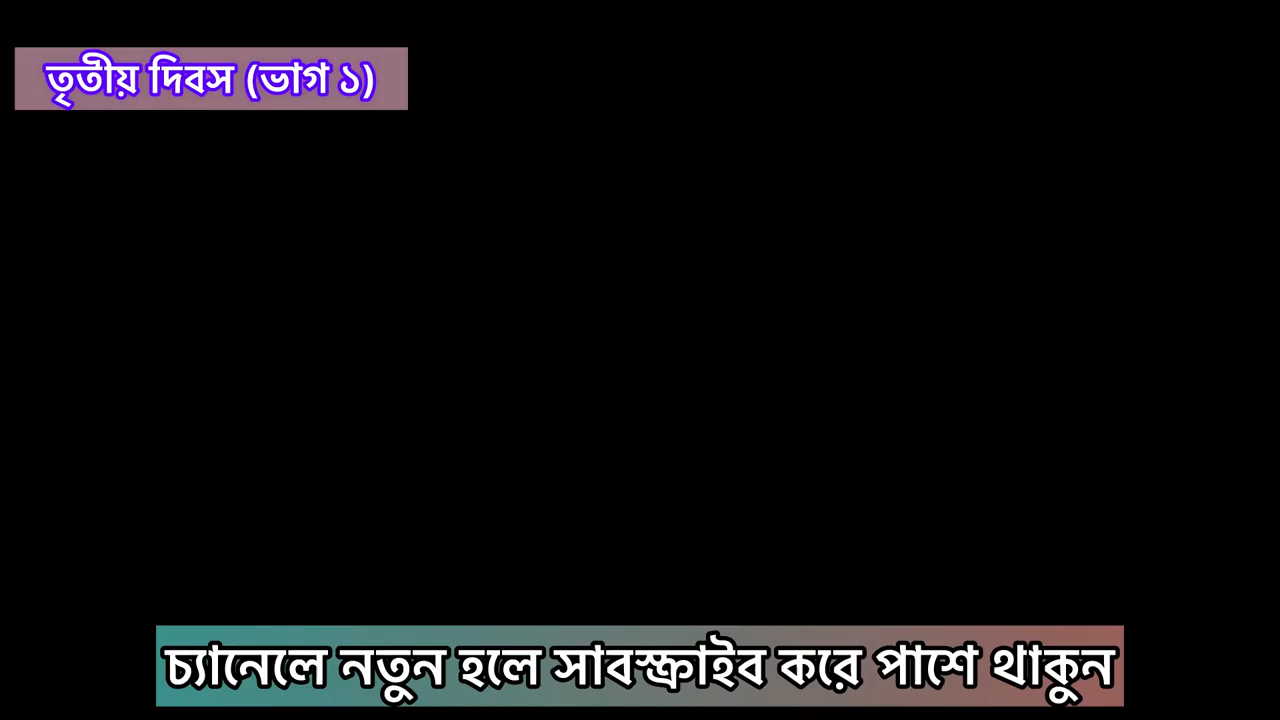 তৃতীয় দিবস (ভাগ ১)
চ্যানেলে নতুন হলে সাবস্ক্রাইব করে পাশে থাকুন